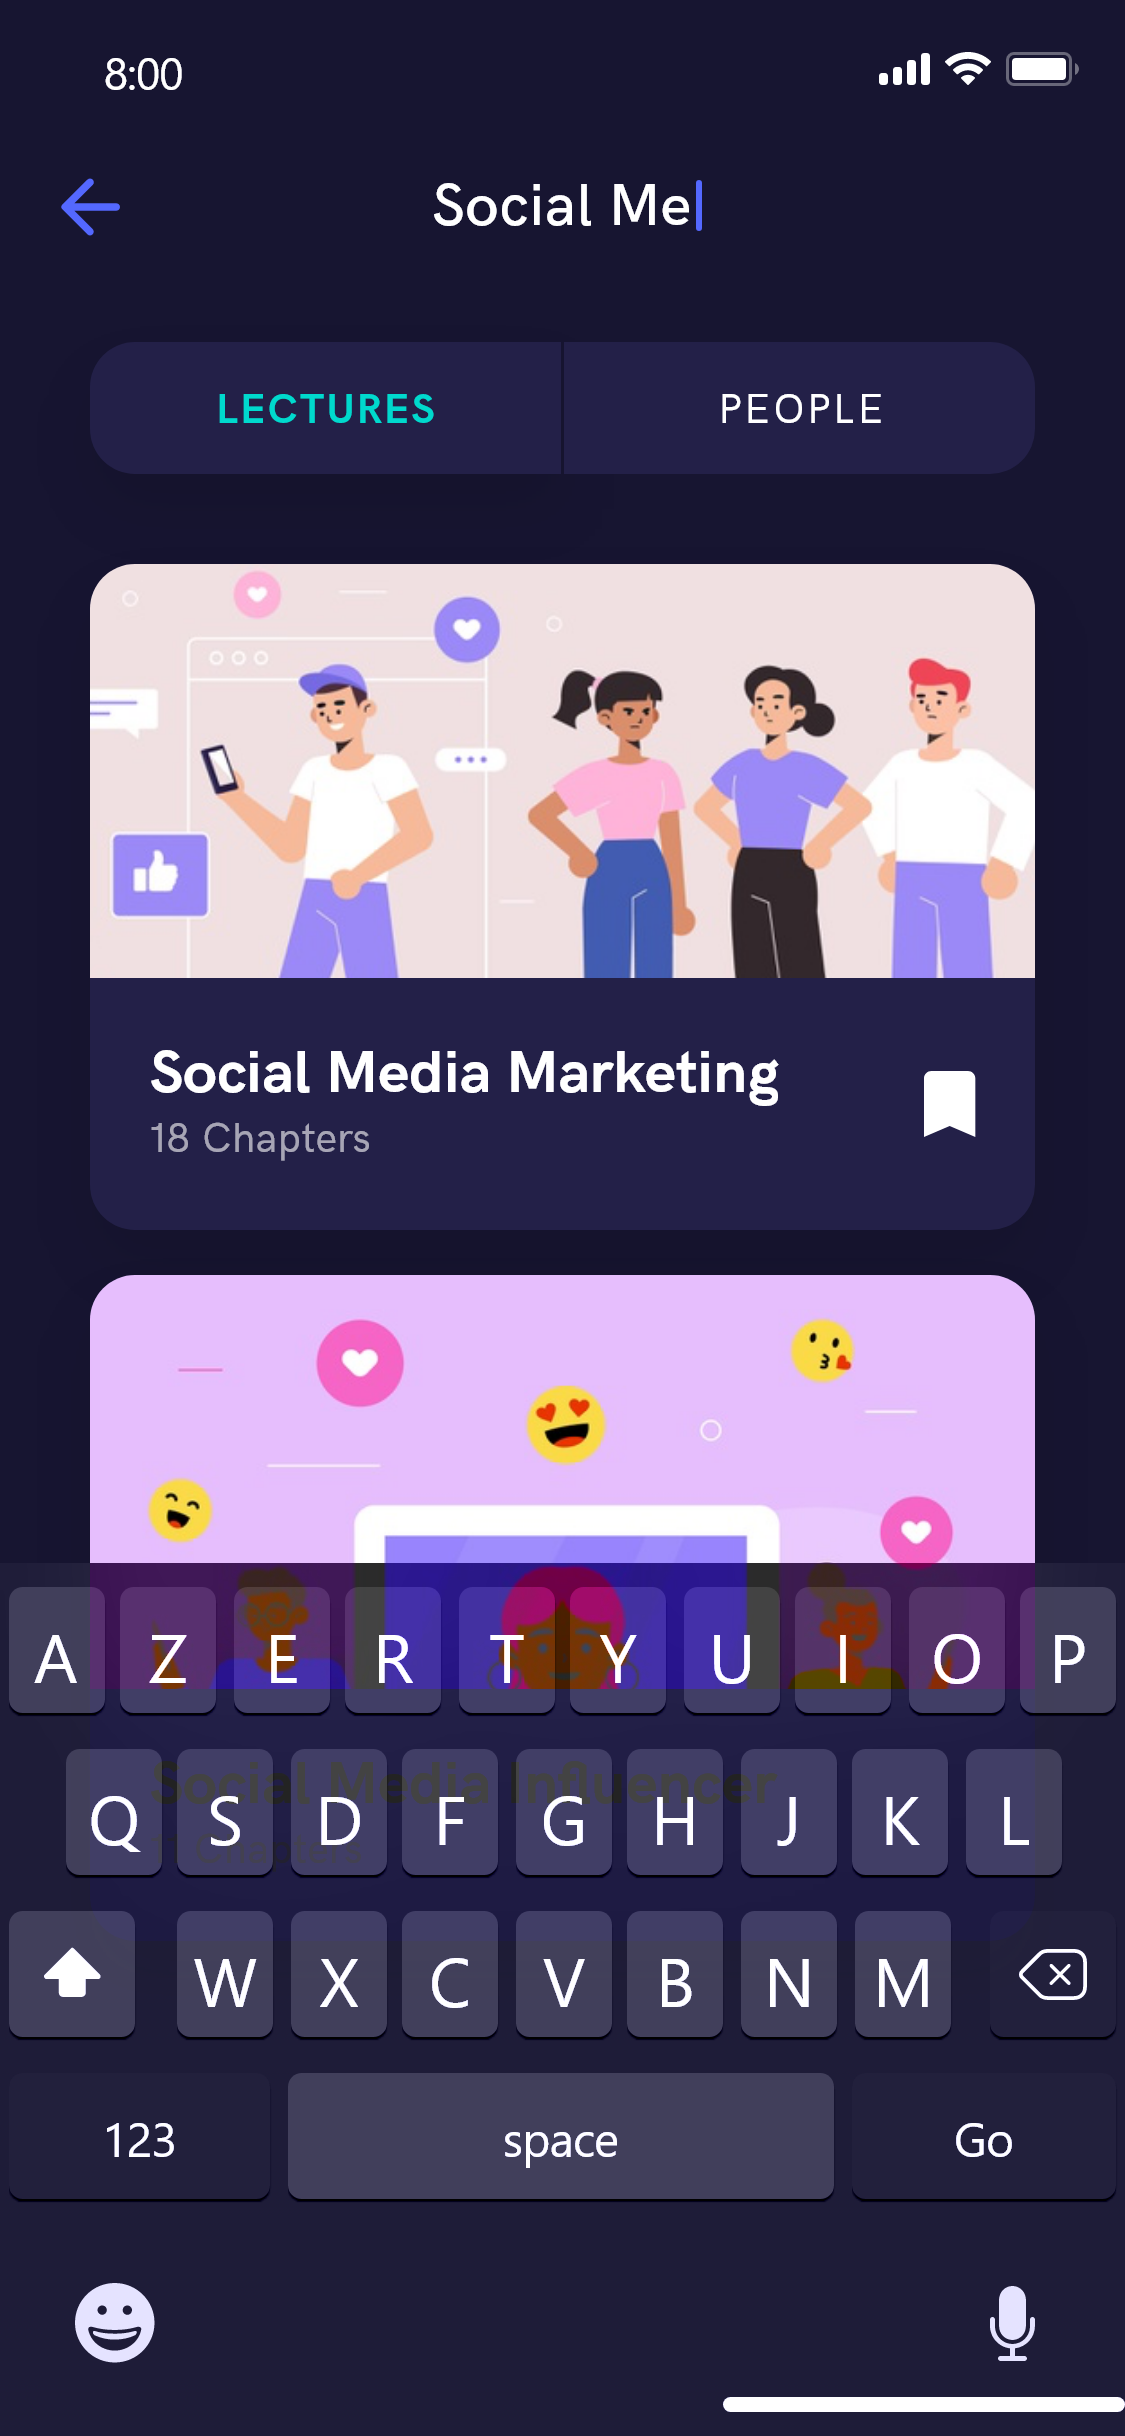 8:00
Social Me
LECTURES PEOPLE
Social Media Marketing
18 Chapters
A Z E R T Y U I O P
Social Media Influencer
Q S D F G H J K L
W X C V B N M
123 space Go